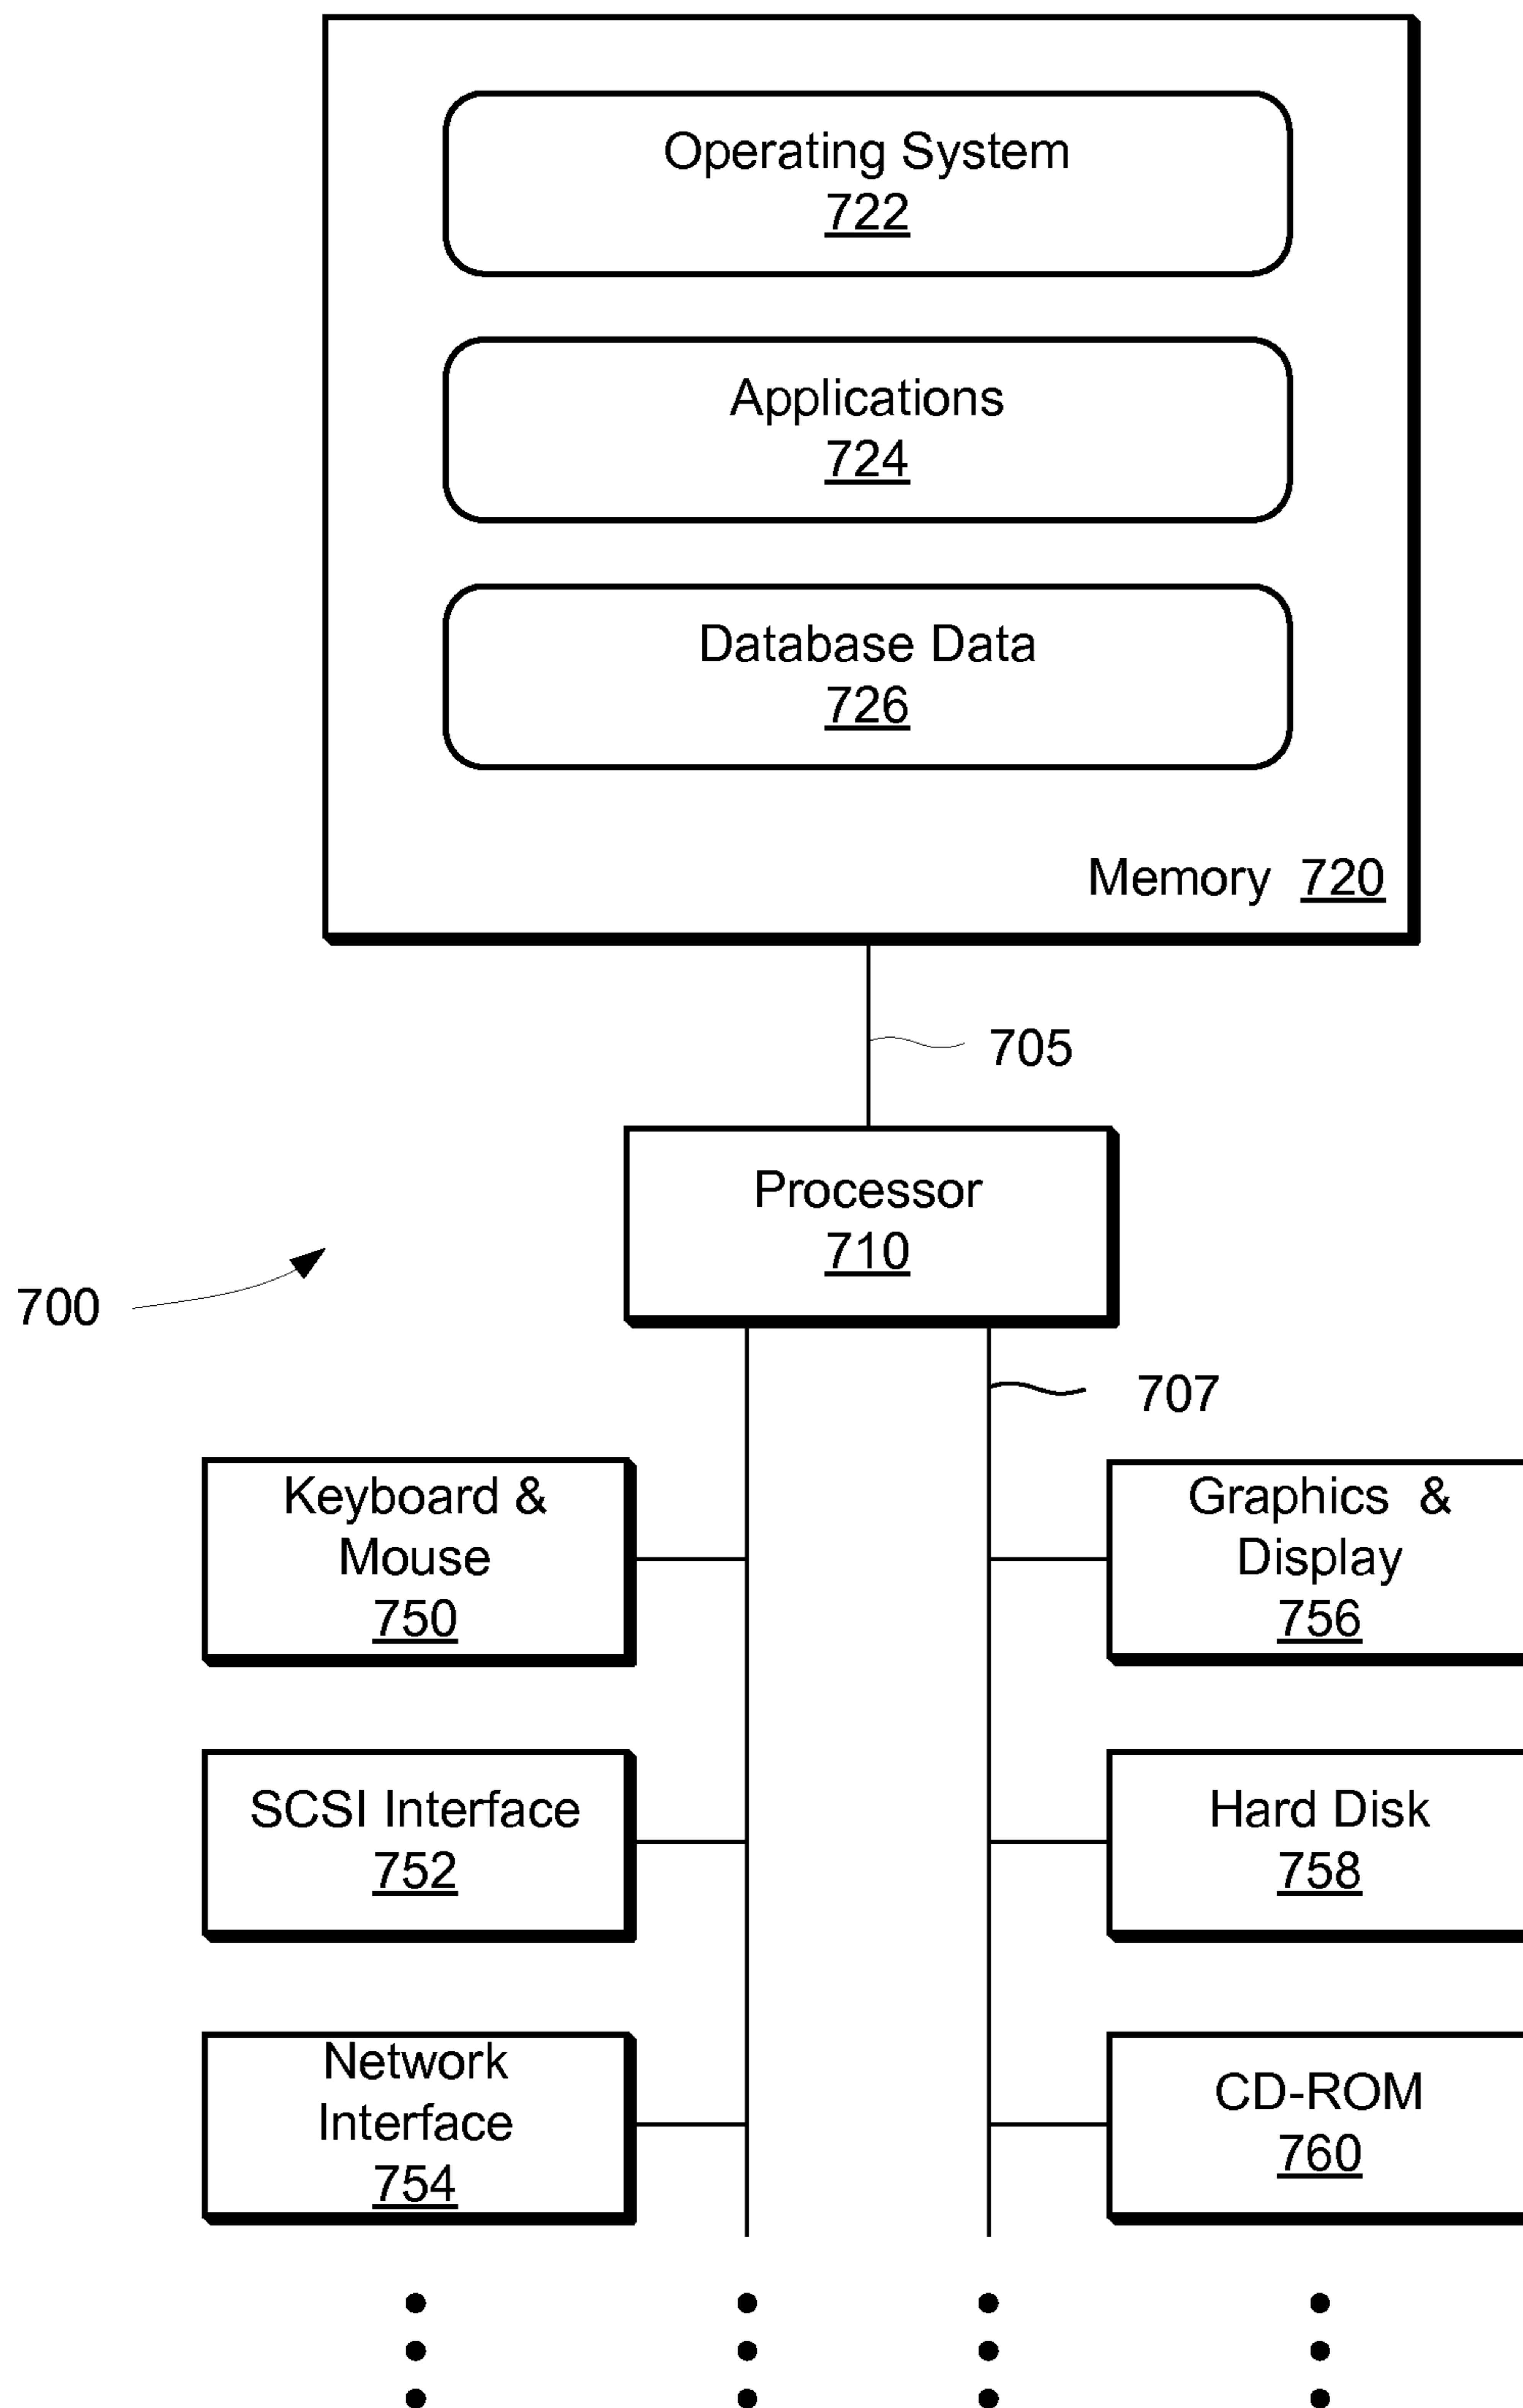 Operating System
722
Applications
724
Database Data
726
Memory 720
705
Processor
710
700
707
Keyboard &
Mouse
750
Graphics &
Display
756
SCSI Interface
752
Hard Disk
758
Network
Interface
754
CD-ROM
760